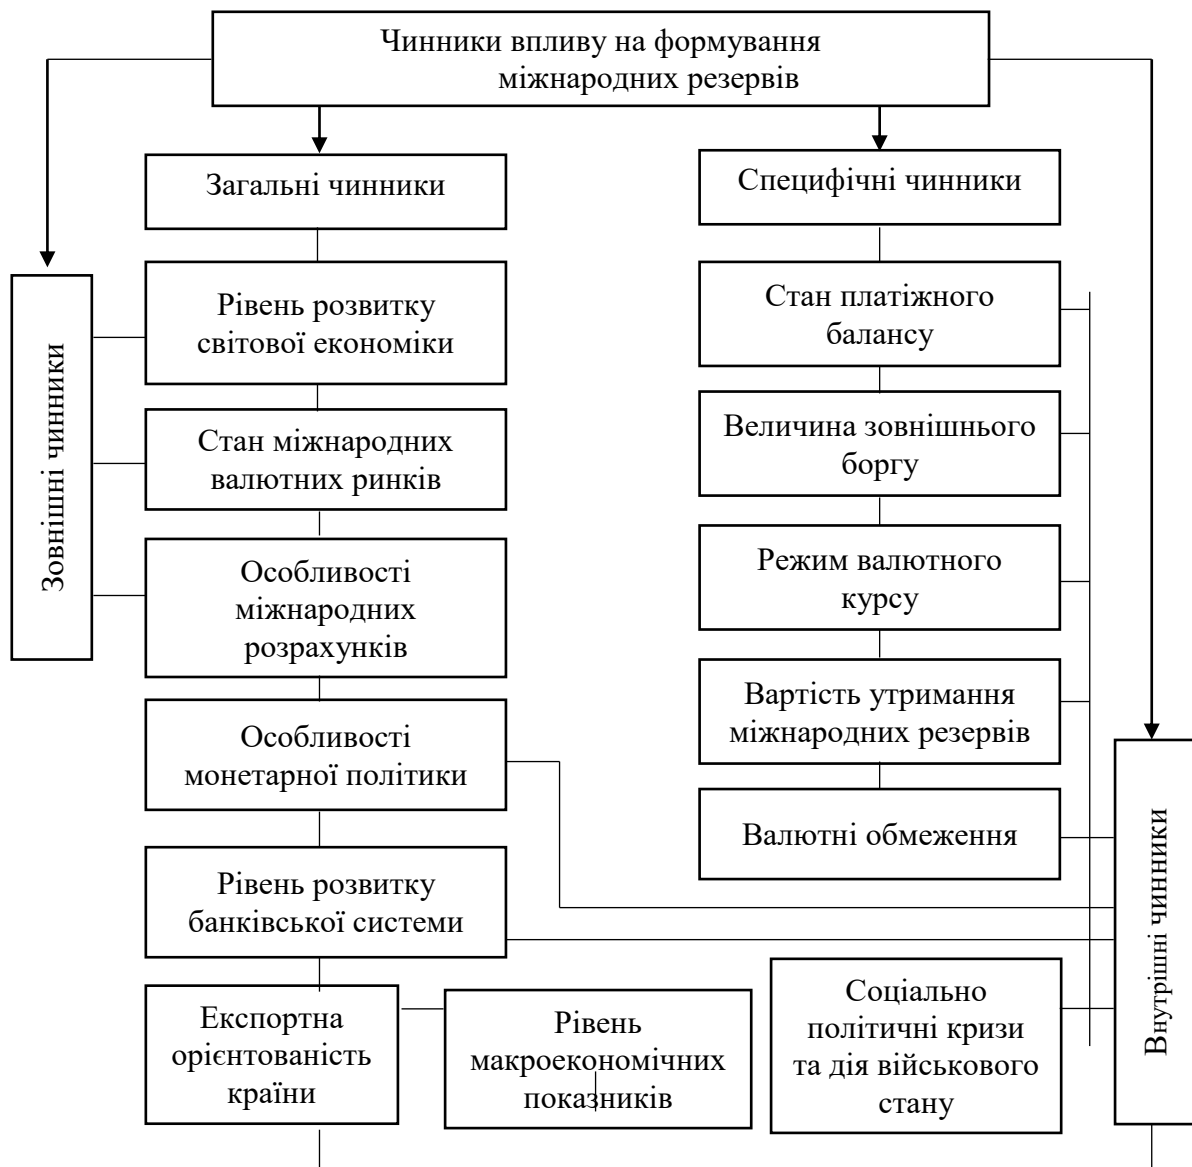 Чинники впливу на формування
міжнародних резервів
Загальні чинники
Специфічні чинники
Зовнішні чинники
Рівень розвитку
світової економіки
Стан міжнародних
валютних ринків
Особливості
міжнародних
розрахунків
Особливості
монетарної політики
Рівень розвитку
банківської системи
Експортна
орієнтованість
країни
Рівень
макроекономічних
показників
Стан платіжного
балансу
Величина зовнішнього
боргу
Режим валютного
курсу
Вартість утримання
міжнародних резервів
Валютні обмеження
Соціально
політичні кризи
та дія військового
стану
Внутрішні чинники